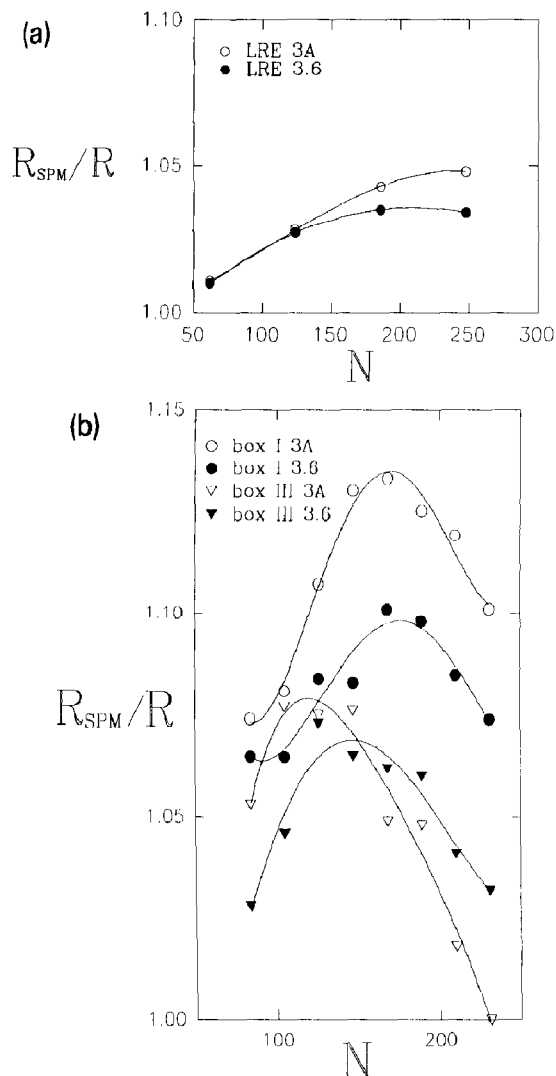 (a)
1.10
LRE 3A
LRE 3.6
1.05
R_SPM/R
1.00
50 100 150 200 250 300
N
(b)
1.15
box I 3A
box I 3.6
box III 3A
box III 3.6
1.10
R_SPM/R
1.05
1.00
100 200
N